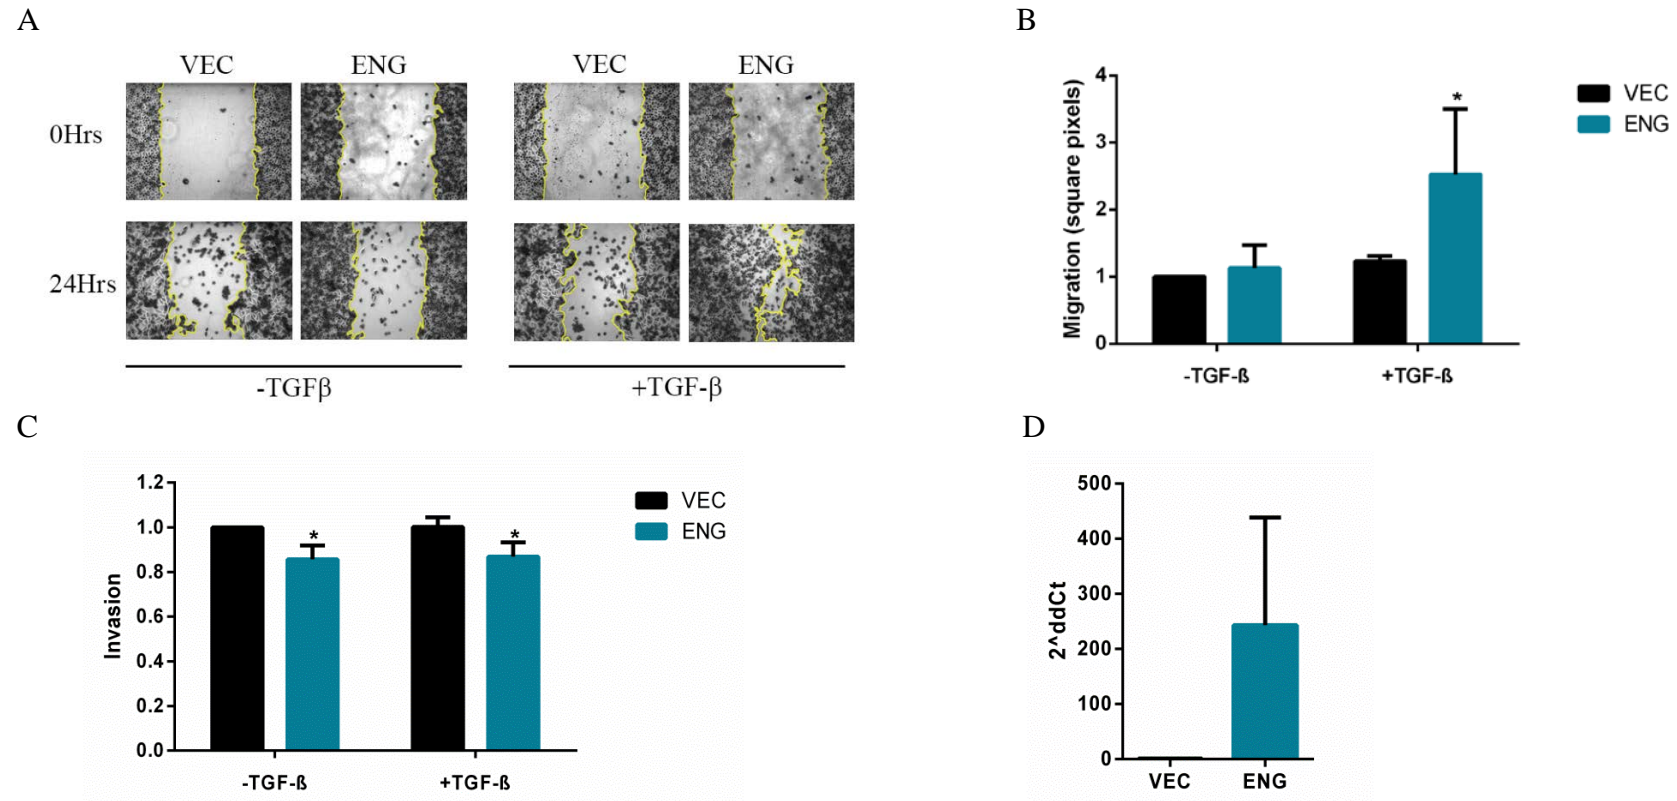 A
VEC
ENG
VEC
ENG
0Hrs
24Hrs
-TGFβ
+TGF-β
B
4
3
2
1
0
Migration (square pixels)
*
-TGF-ß
+TGF-ß
VEC
ENG
C
1.2
1.0
0.8
0.6
0.4
0.2
0.0
Invasion
*
*
-TGF-ß
+TGF-ß
VEC
ENG
D
500
400
300
200
100
0
2^ddCt
VEC
ENG